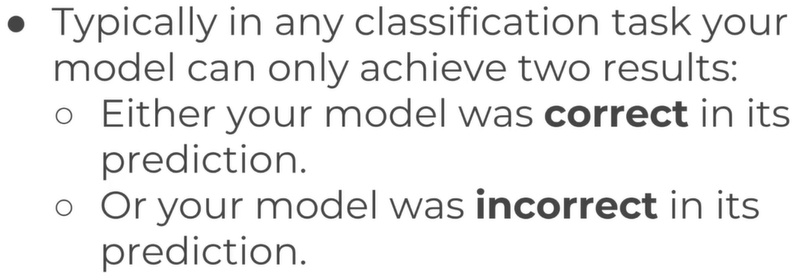 ● Typically in any classification task your
model can only achieve two results:
○ Either your model was correct in its
prediction.
○ Or your model was incorrect in its
prediction.